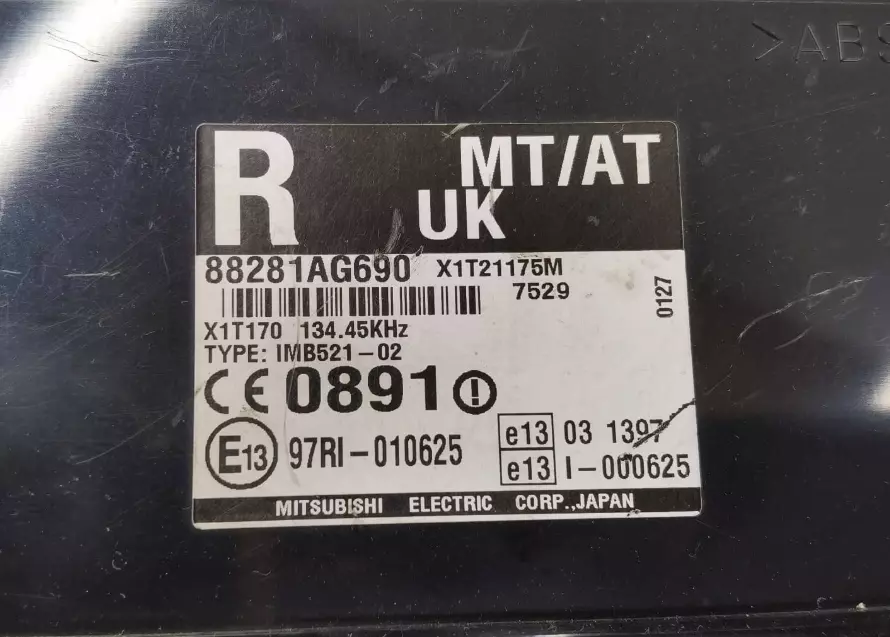 >ABS
R
MT/AT
UK
88281AG690 X1T21175M
7529
0127
X1T170 134.45KHz
TYPE: IMB521-02
CE 0891
E13 97RI-010625
e13 03 1397
e13 I-000625
MITSUBISHI ELECTRIC CORP.,JAPAN